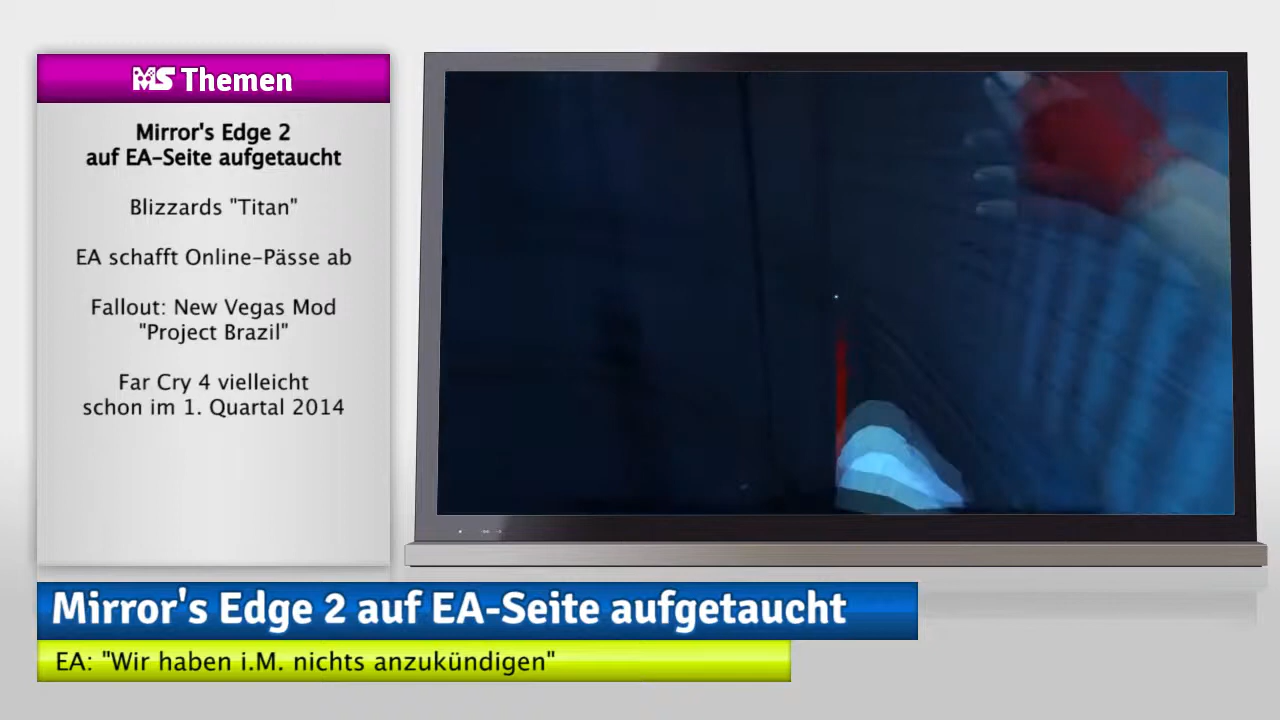 MS Themen
Mirror's Edge 2
auf EA-Seite aufgetaucht
Blizzards "Titan"
EA schafft Online-Pässe ab
Fallout: New Vegas Mod
"Project Brazil"
Far Cry 4 vielleicht
schon im 1. Quartal 2014
Mirror's Edge 2 auf EA-Seite aufgetaucht
EA: "Wir haben i.M. nichts anzukündigen"